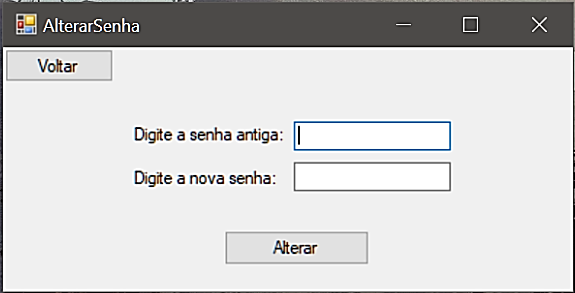 AlterarSenha
Voltar
Digite a senha antiga:
Digite a nova senha:
Alterar